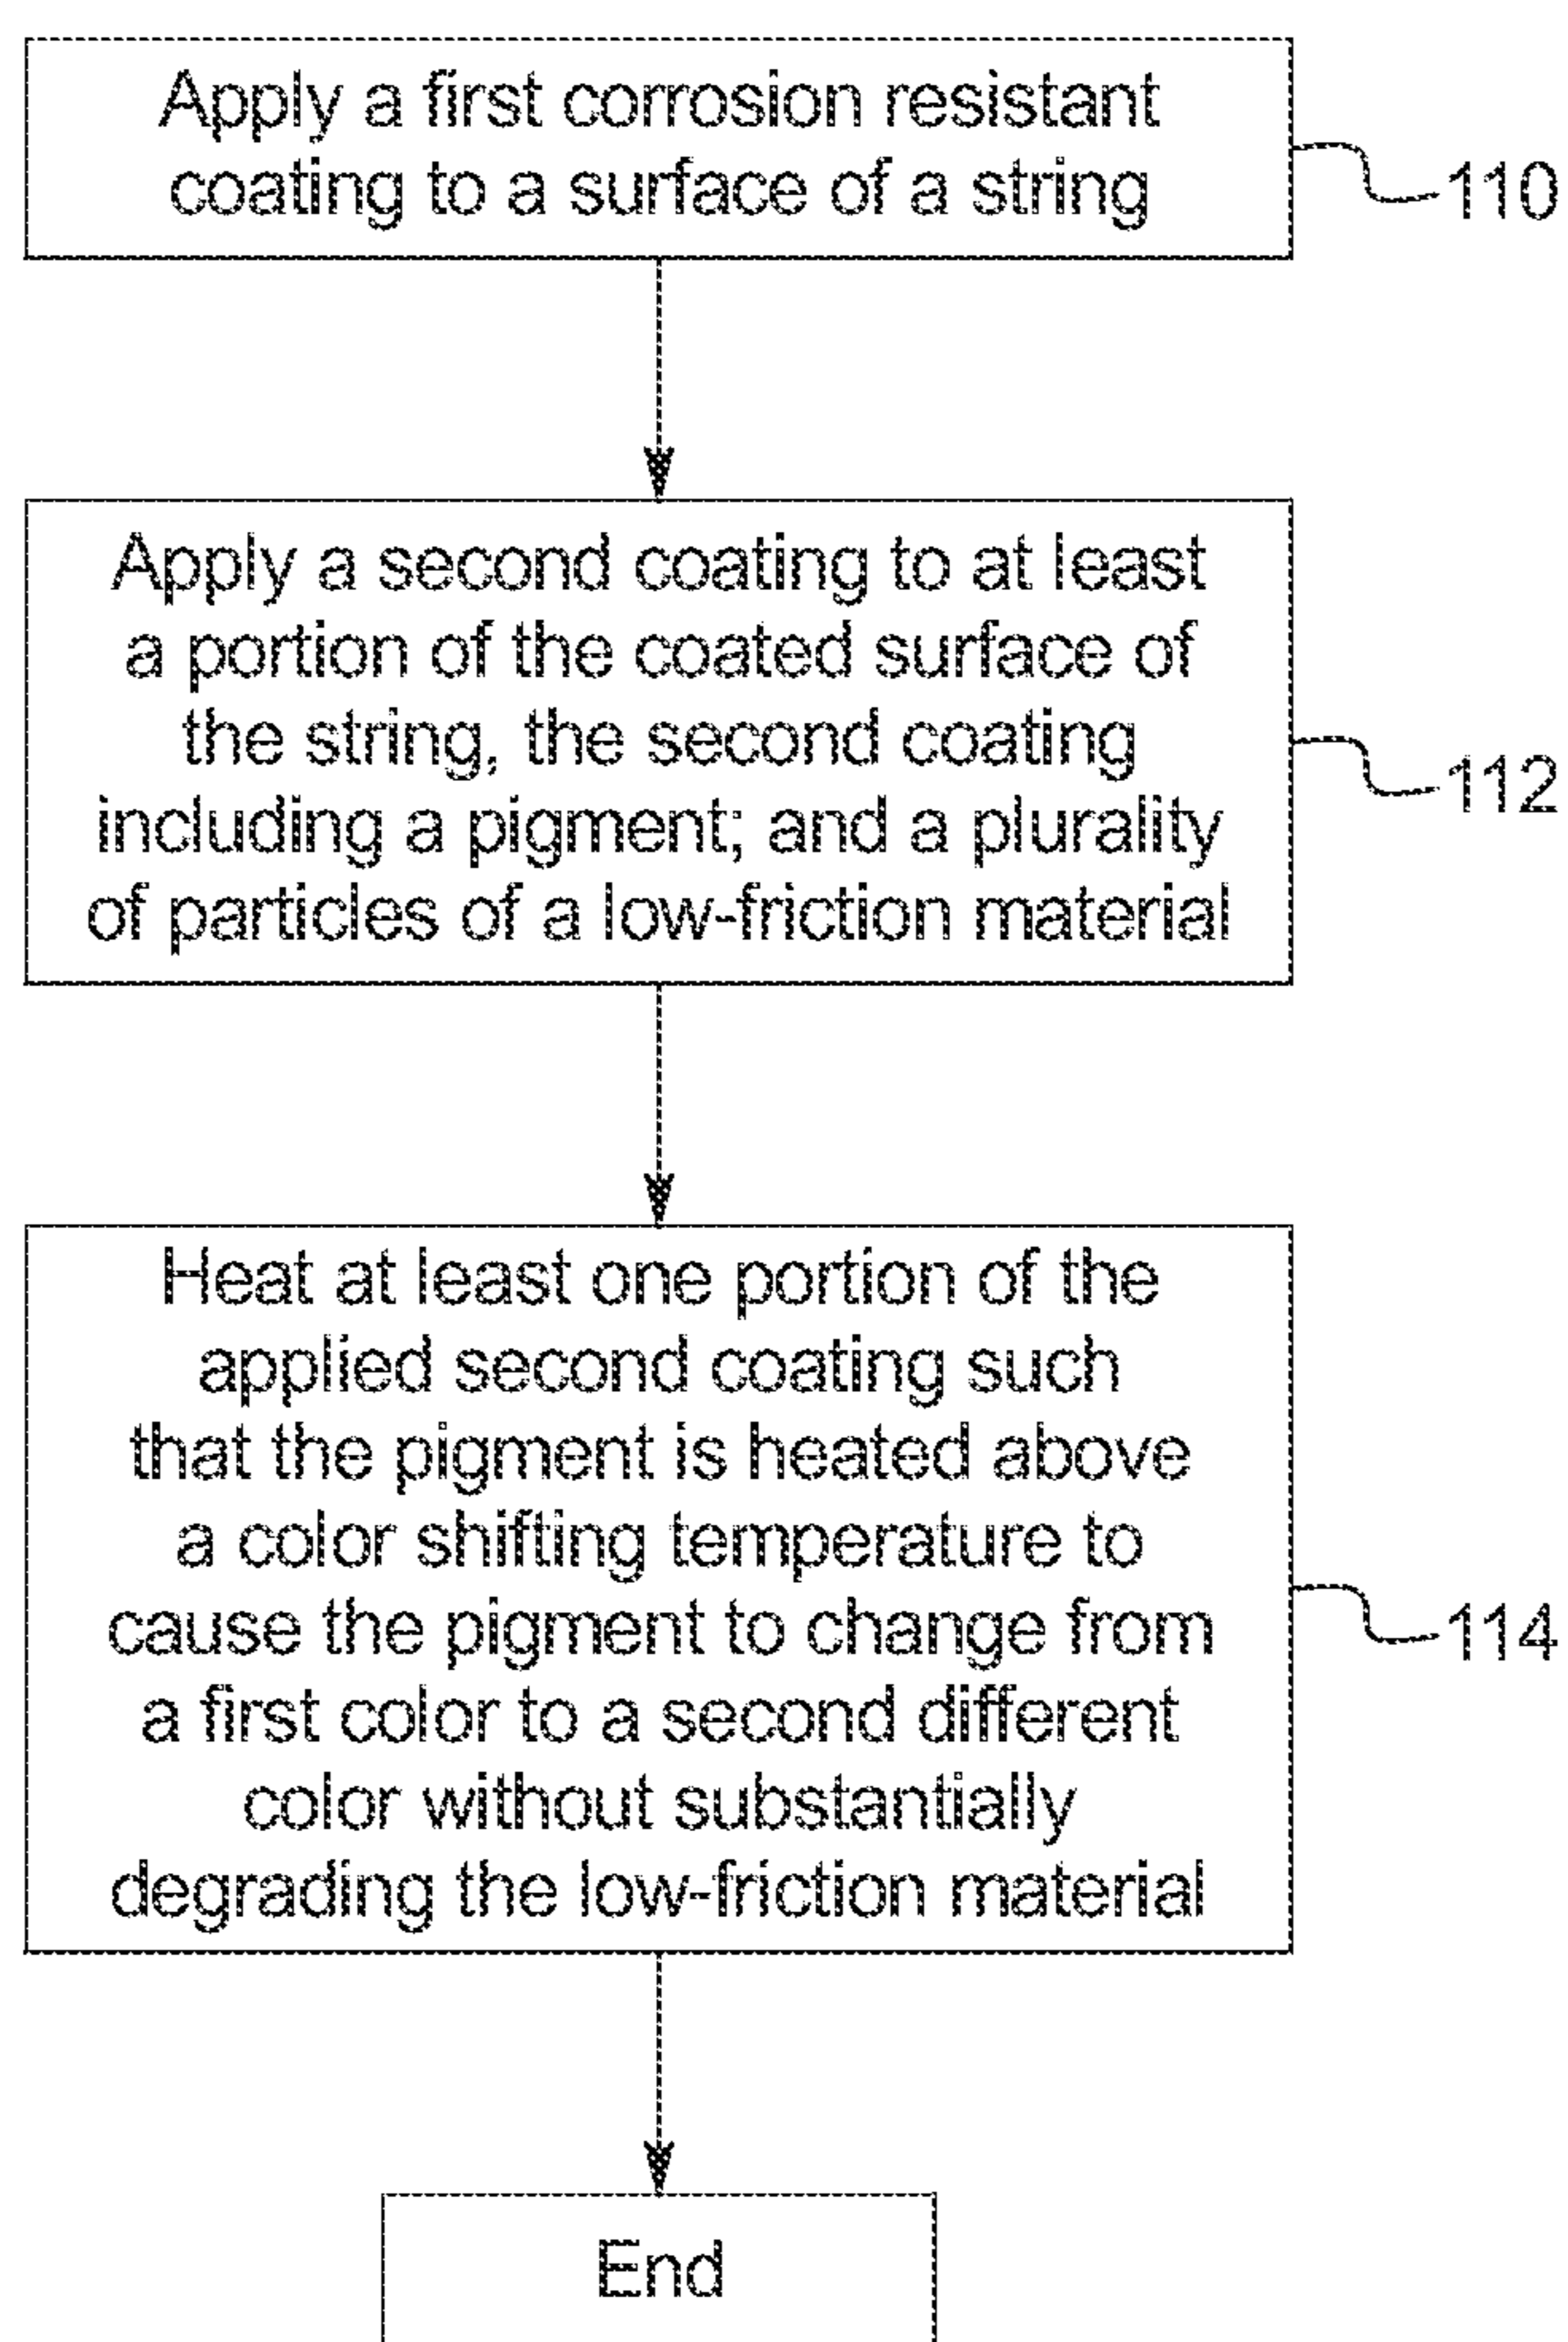 Apply a first corrosion resistant
coating to a surface of a string
110
Apply a second coating to at least
a portion of the coated surface of
the string, the second coating
including a pigment; and a plurality
of particles of a low-friction material
112
Heat at least one portion of the
applied second coating such
that the pigment is heated above
a color shifting temperature to
cause the pigment to change from
a first color to a second different
color without substantially
degrading the low-friction material
114
End